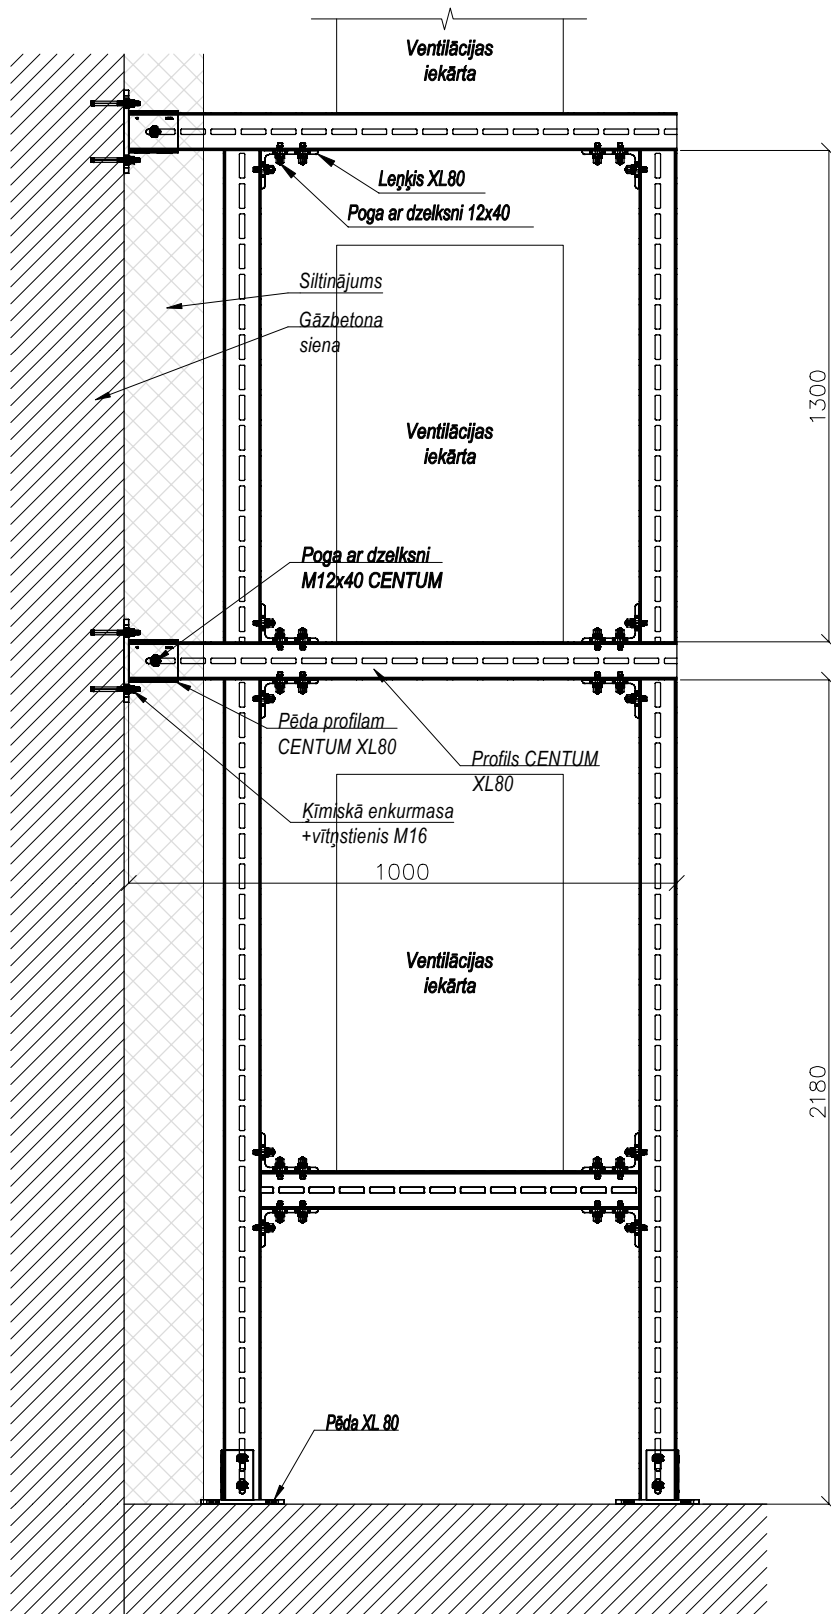 Ventilācijas
iekārta
Leņķis XL80
Poga ar dzelksni 12x40
Siltinājums
Gāzbetona
siena
1300
Ventilācijas
iekārta
Poga ar dzelksni
M12x40 CENTUM
Pēda profilam
CENTUM XL80
Profils CENTUM
XL80
Ķīmiskā enkurmasa
+vītņstienis M16
1000
Ventilācijas
iekārta
2180
Pēda XL 80